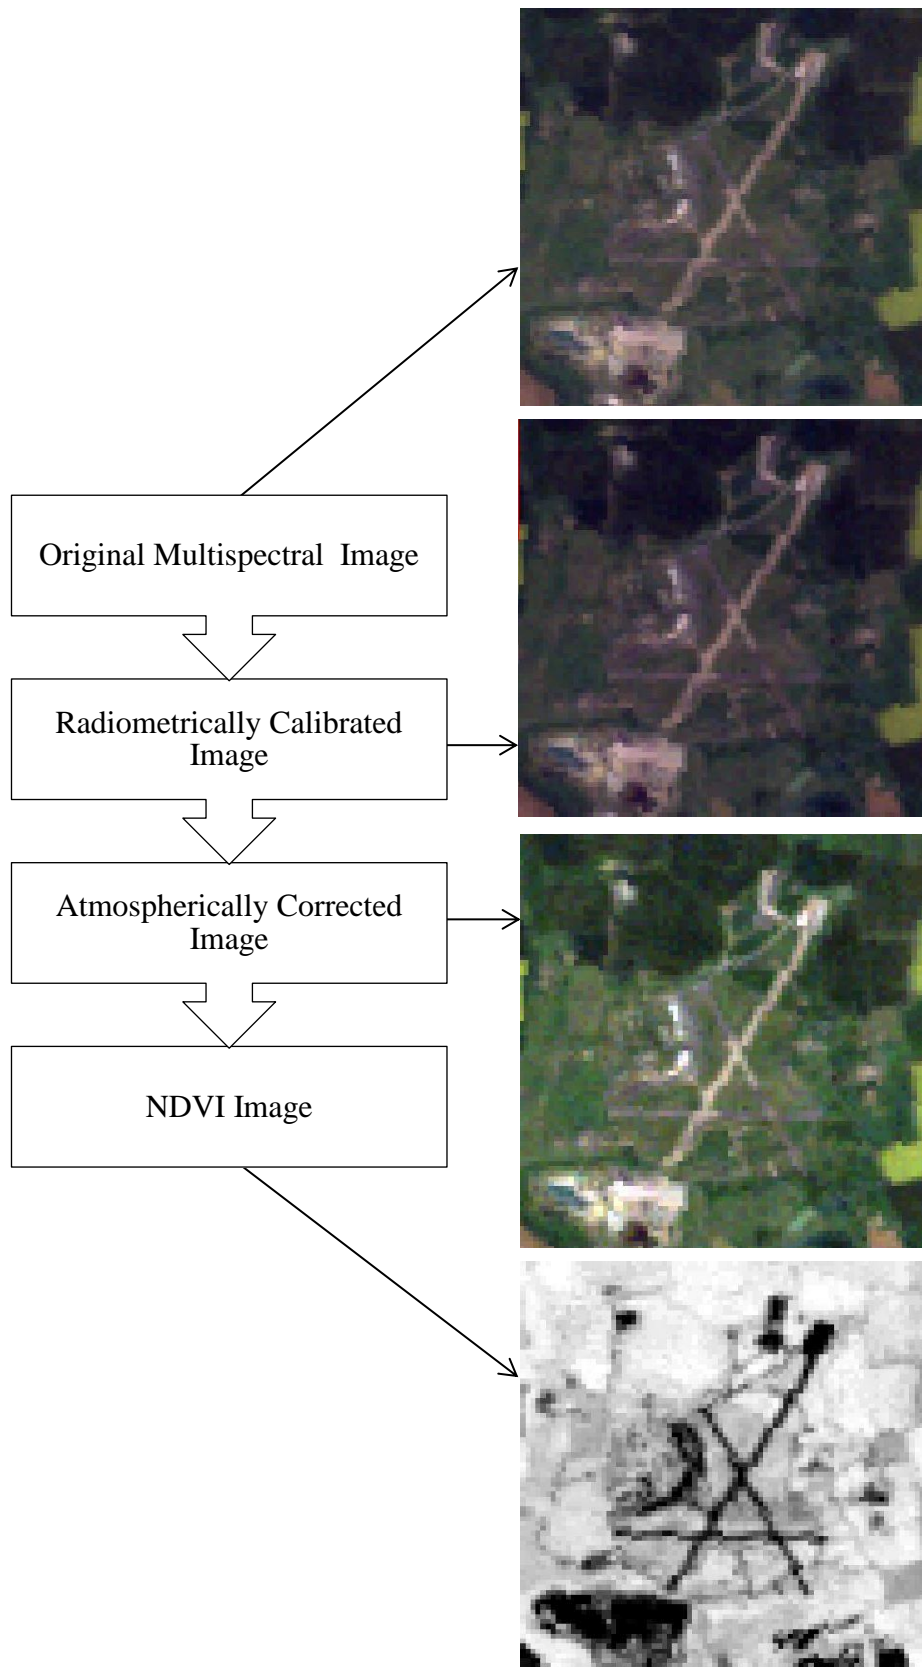 Original Multispectral Image
Radiometrically Calibrated
Image
Atmospherically Corrected
Image
NDVI Image